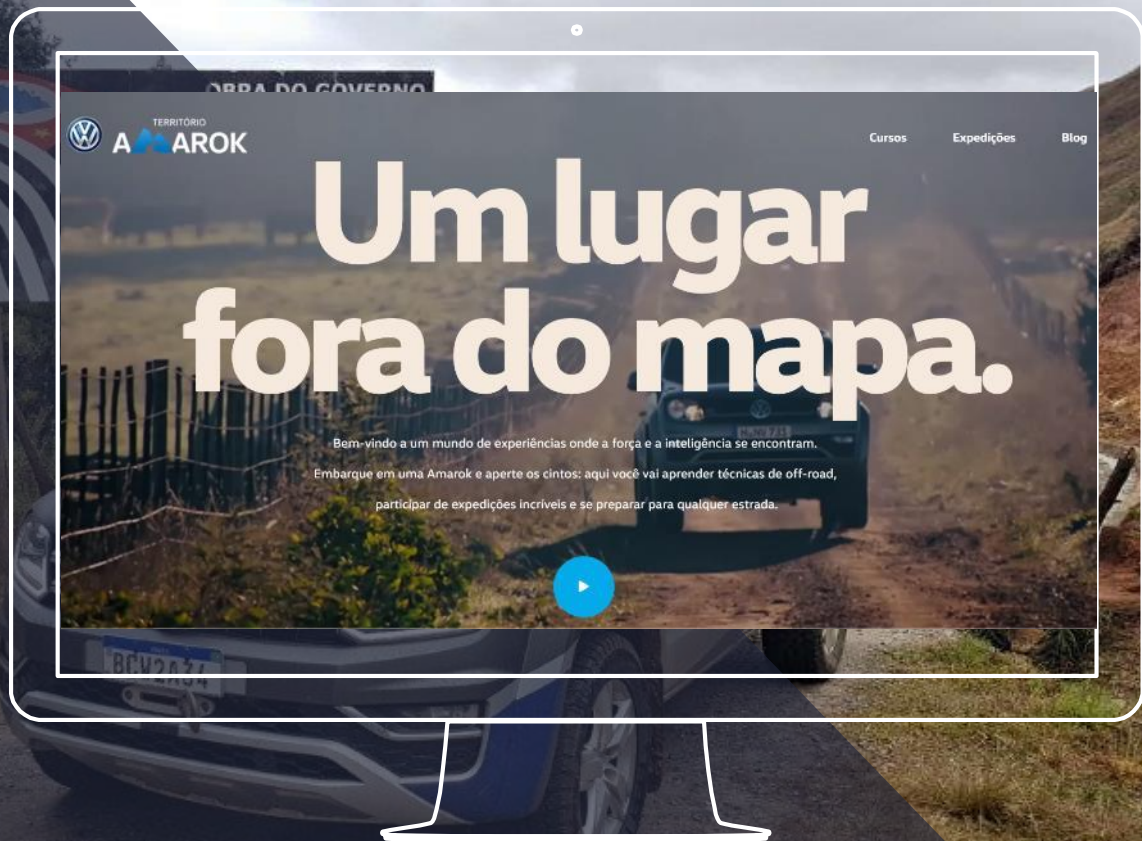 OBRA DO GOVERNO
TERRITÓRIO
AMAROK
Cursos Expedições Blog
Um lugar
fora do mapa.
Bem-vindo a um mundo de experiências onde a força e a inteligência se encontram.
Embarque em uma Amarok e aperte os cintos: aqui você vai aprender técnicas de off-road,
participar de expedições incríveis e se preparar para qualquer estrada.
BCW2A34